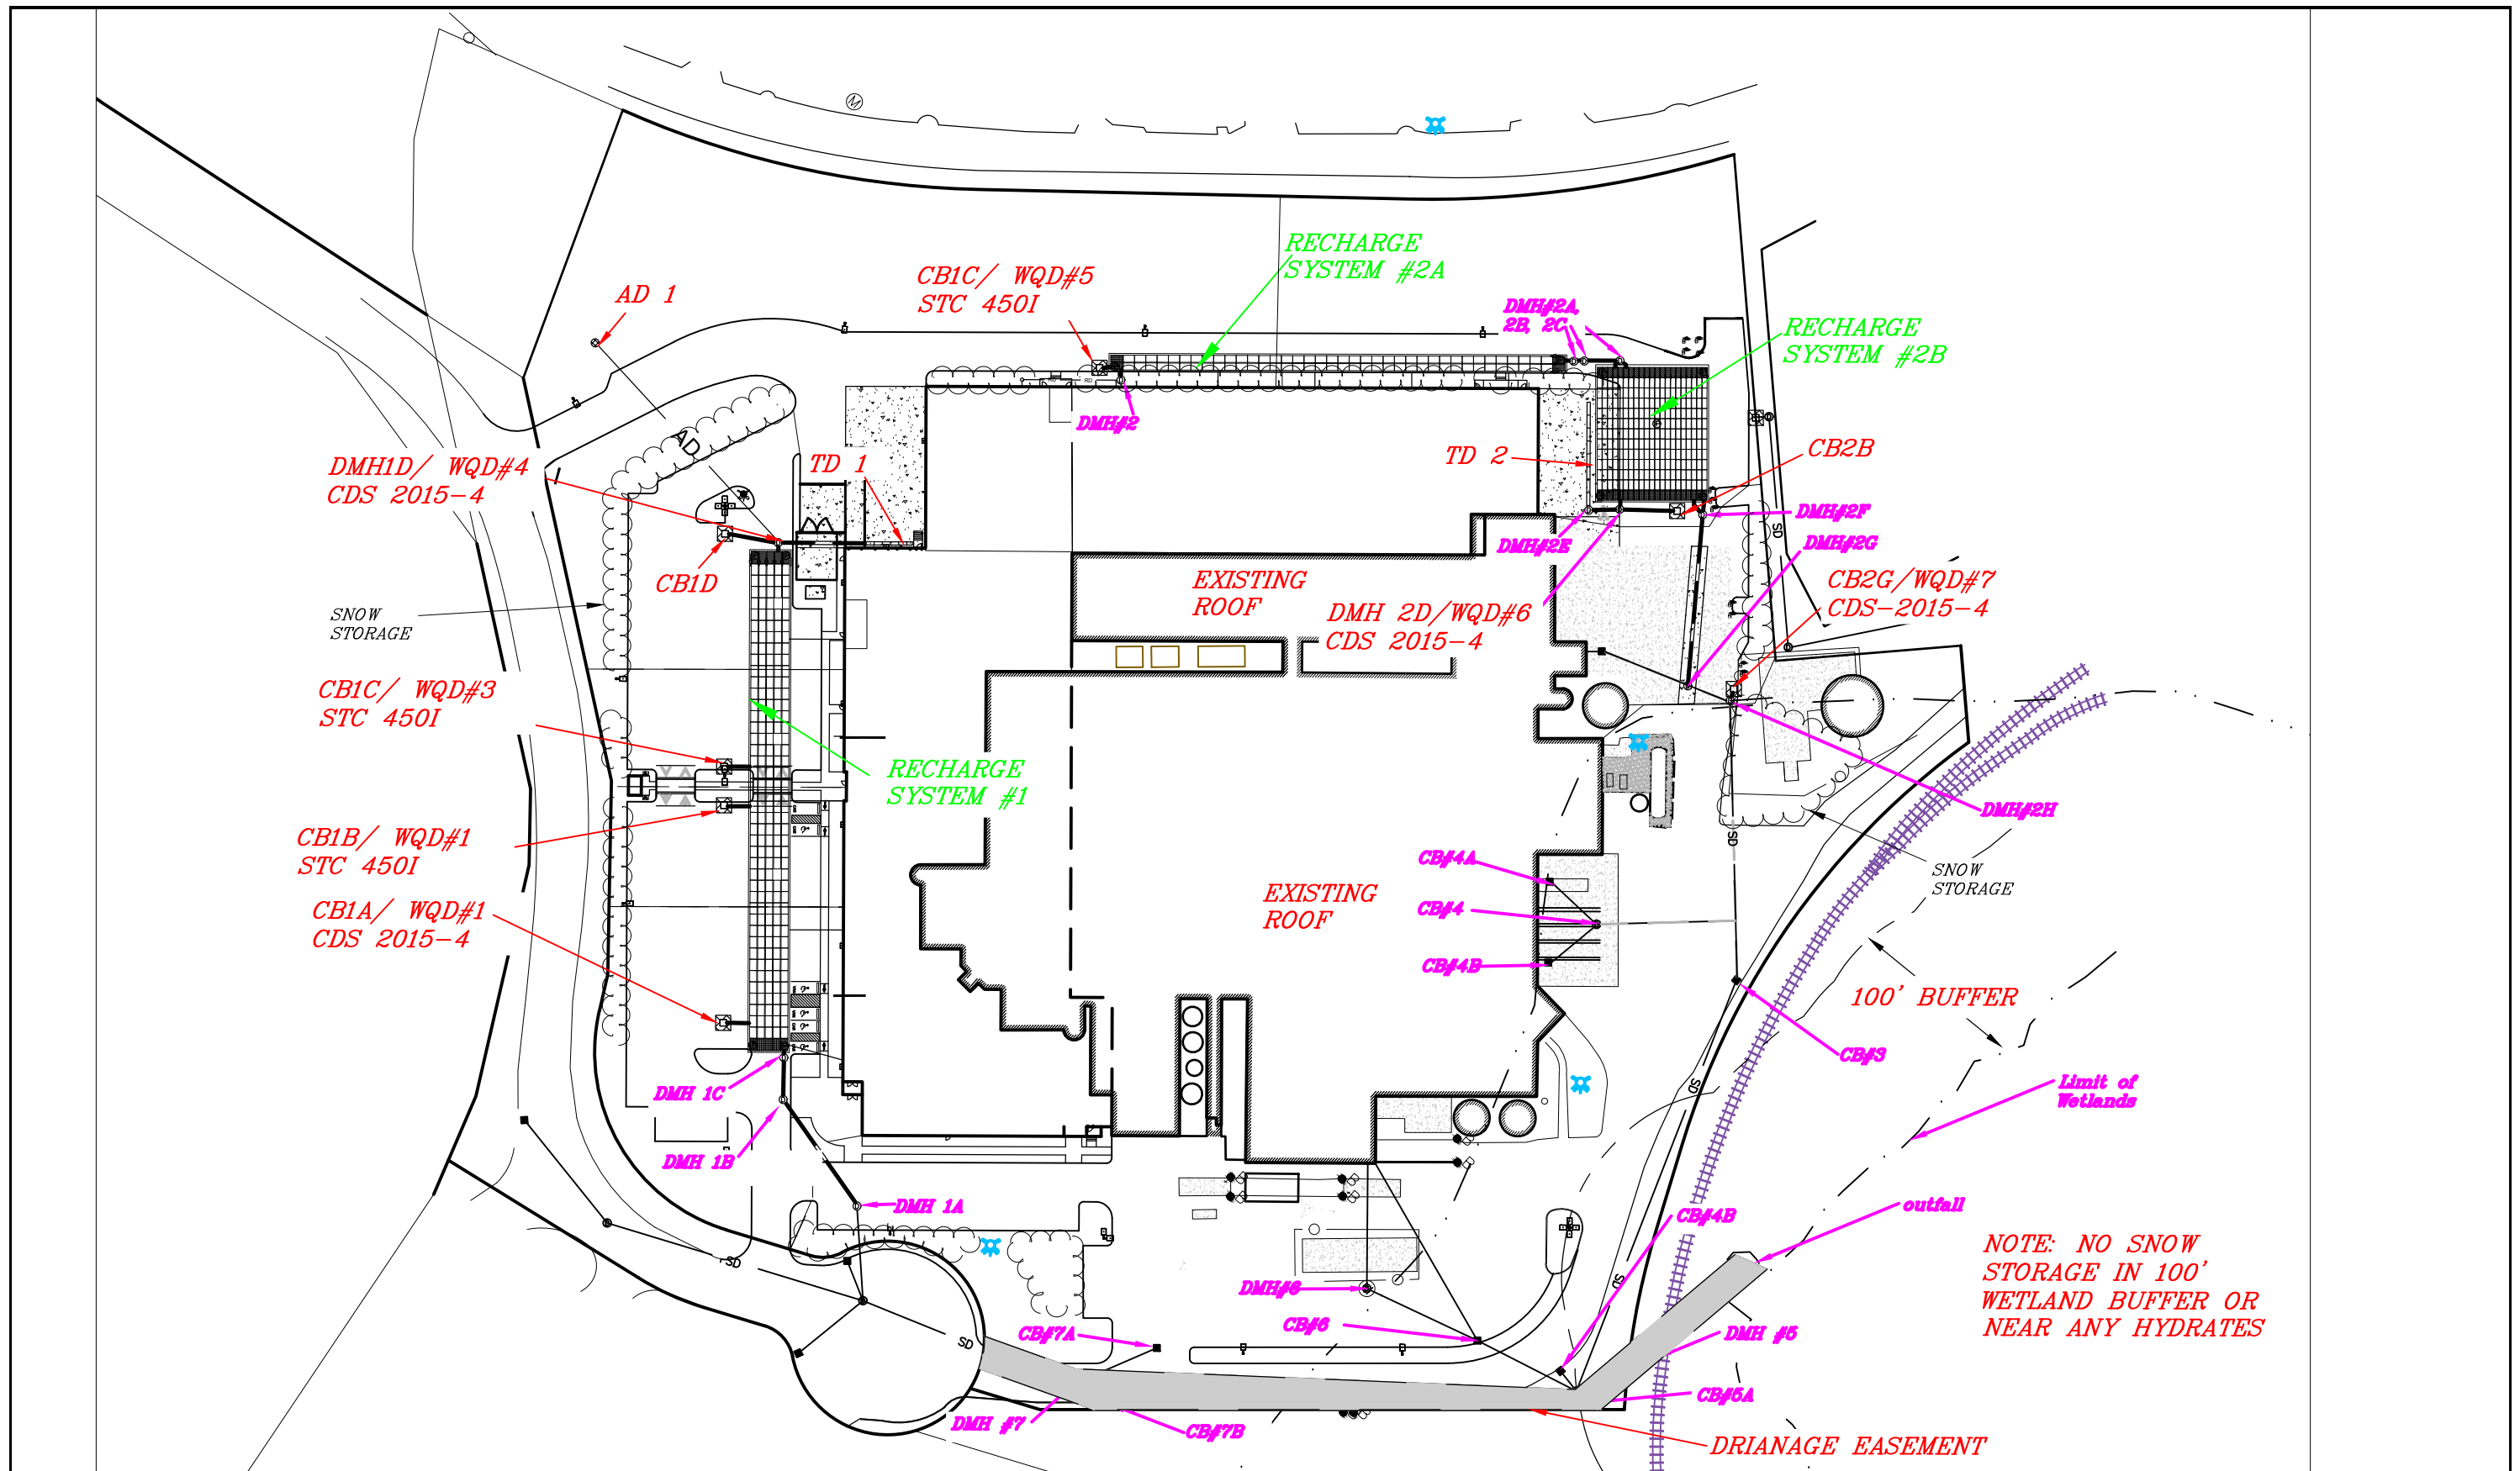 M
RECHARGE
SYSTEM #2A
CB1C/ WQD#5
STC 450I
AD 1
DMH#2A,
2B, 2C
RECHARGE
SYSTEM #2B
RD
RD
DMH#2
AD
DMH1D/ WQD#4
CDS 2015-4
TD 1
TD 2
CB2B
DMH#2F
SD
DMH#2E
DMH#2G
CB1D
EXISTING
ROOF
DMH 2D/WQD#6
CDS 2015-4
CB2G/WQD#7
CDS-2015-4
SNOW
STORAGE
CB1C/ WQD#3
STC 450I
RECHARGE
SYSTEM #1
DMH#2H
SD
CB1B/ WQD#1
STC 450I
CB#4A
SNOW
STORAGE
CB1A/ WQD#1
CDS 2015-4
EXISTING
ROOF
CB#4
CB#4B
100' BUFFER
CB#3
DMH 1C
SD
Limit of
Wetlands
DMH 1B
DMH 1A
outfall
CB#4B
SD
NOTE: NO SNOW
STORAGE IN 100'
WETLAND BUFFER OR
NEAR ANY HYDRATES
SD
DMH#6
CB#6
CB#7A
SD
DMH #5
CB#5A
DMH #7
CB#7B
DRIANAGE EASEMENT